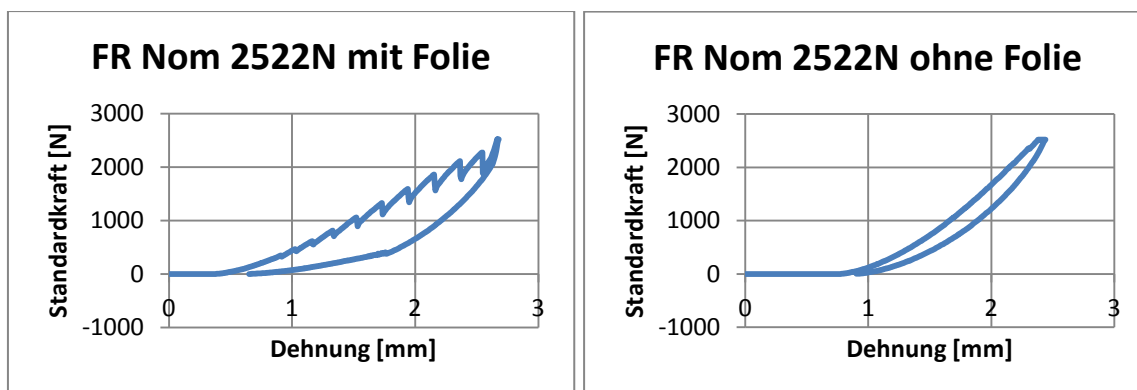 FR Nom 2522N mit Folie
Standardkraft [N]
3000
2000
1000
0
-1000
0 1 2 3
Dehnung [mm]
FR Nom 2522N ohne Folie
Standardkraft [N]
3000
2000
1000
0
-1000
0 1 2 3
Dehnung [mm]